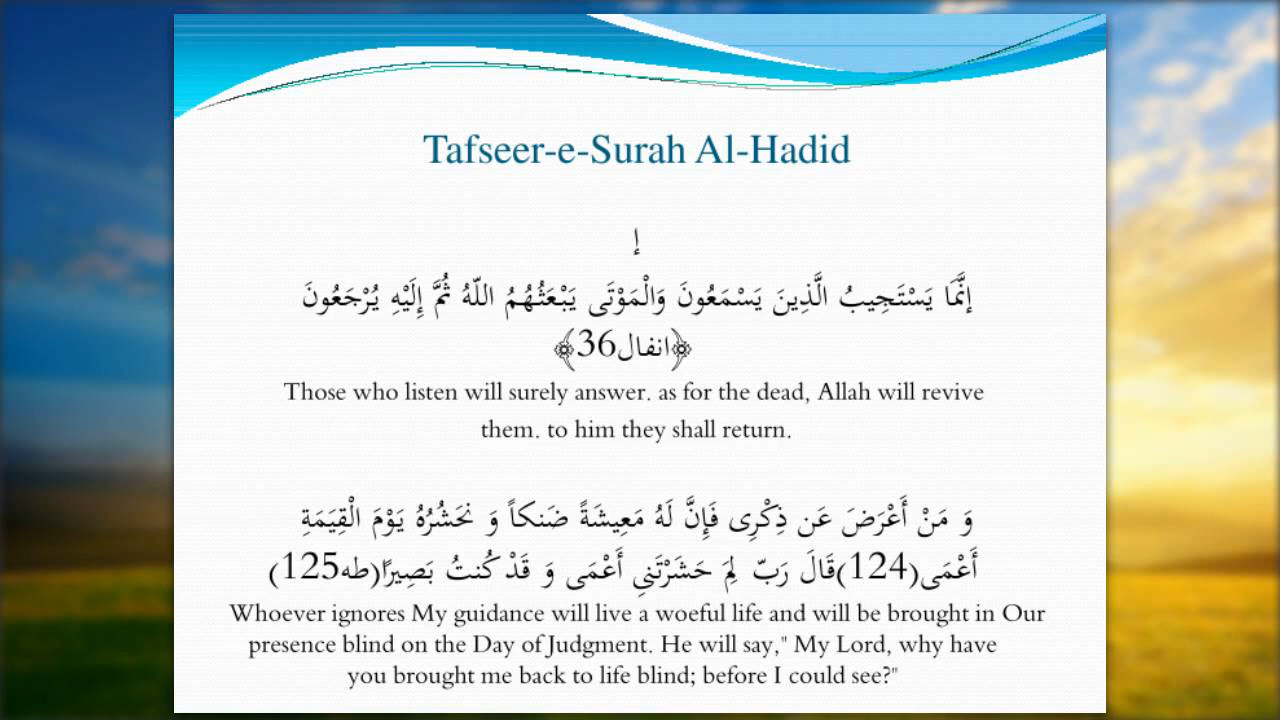 Tafseer-e-Surah Al-Hadid
إ
إنَّمَا يَسْتَجِيبُ الَّذِينَ يَسْمَعُونَ وَالْمَوْتَى يَبْعَثُهُمُ اللّهُ ثُمَّ إِلَيْهِ يُرْجَعُونَ
﴿انفال36﴾
Those who listen will surely answer. as for the dead, Allah will revive
them. to him they shall return.
وَ مَنْ أَعْرَضَ عَن ذِكْرِى فَإِنَّ لَهُ مَعِيشَةً ضَنكاً وَ نحَشُرُهُ يَوْمَ الْقِيَمَةِ
أَعْمَى(124)قَالَ رَبّ‏ِ لِمَ حَشَرْتَنىِ أَعْمَى وَ قَدْ كُنتُ بَصِيرًا(طه125)
Whoever ignores My guidance will live a woeful life and will be brought in Our
presence blind on the Day of Judgment. He will say," My Lord, why have
you brought me back to life blind; before I could see?"